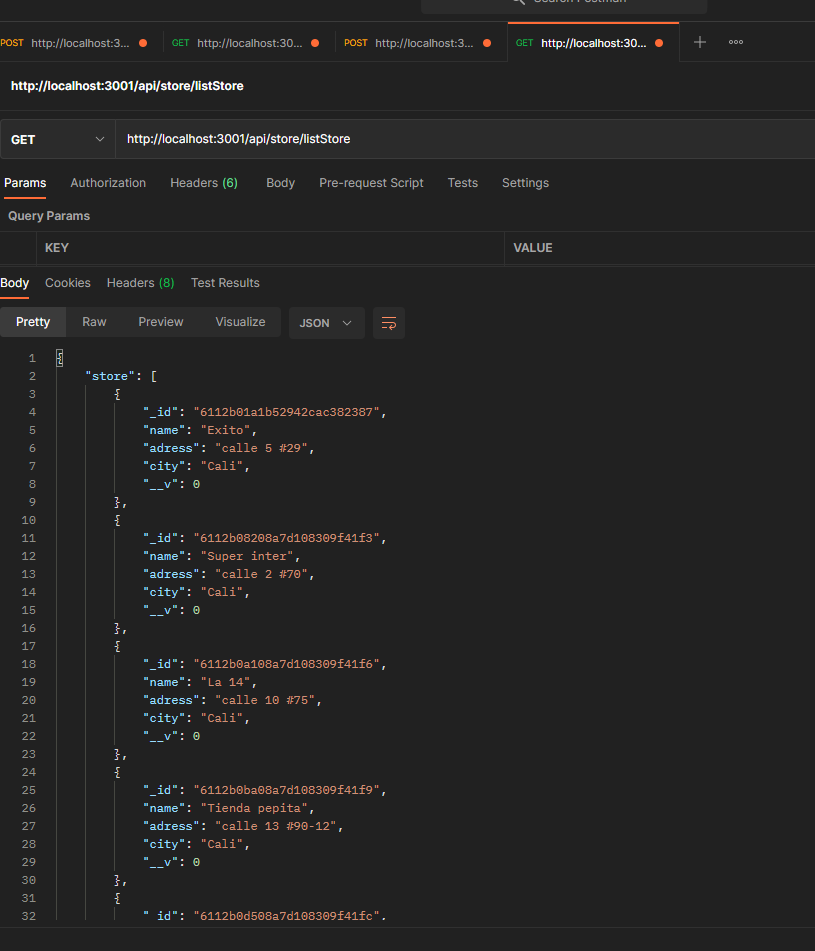 Search Postman
POST http://localhost:3... GET http://localhost:30... POST http://localhost:3... GET http://localhost:30...
http://localhost:3001/api/store/listStore
GET http://localhost:3001/api/store/listStore
Params Authorization Headers (6) Body Pre-request Script Tests Settings
Query Params
KEY VALUE
Body Cookies Headers (8) Test Results
Pretty Raw Preview Visualize JSON
1 {
2 "store": [
3 {
4 "_id": "6112b01a1b52942cac382387",
5 "name": "Exito",
6 "adress": "calle 5 #29",
7 "city": "Cali",
8 "__v": 0
9 },
10 {
11 "_id": "6112b08208a7d108309f41f3",
12 "name": "Super inter",
13 "adress": "calle 2 #70",
14 "city": "Cali",
15 "__v": 0
16 },
17 {
18 "_id": "6112b0a108a7d108309f41f6",
19 "name": "La 14",
20 "adress": "calle 10 #75",
21 "city": "Cali",
22 "__v": 0
23 },
24 {
25 "_id": "6112b0ba08a7d108309f41f9",
26 "name": "Tienda pepita",
27 "adress": "calle 13 #90-12",
28 "city": "Cali",
29 "__v": 0
30 },
31 {
32 "_id": "6112b0d508a7d108309f41fc",